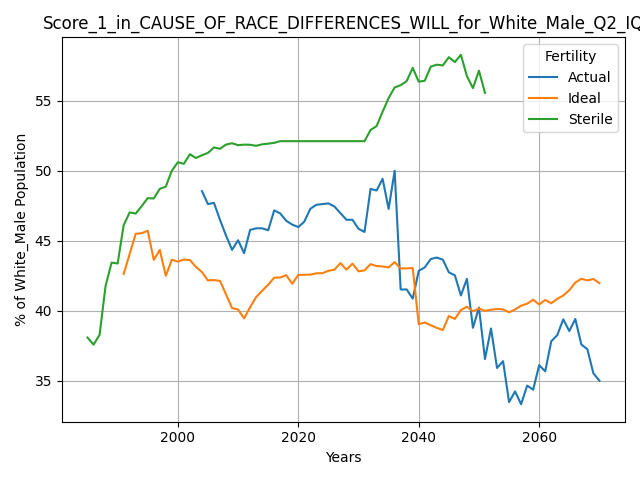 Score_1_in_CAUSE_OF_RACE_DIFFERENCES_WILL_for_White_Male_Q2_IQ
Fertility
Actual
Ideal
Sterile
% of White_Male Population
55
50
45
40
35
2000
2020
2040
2060
Years